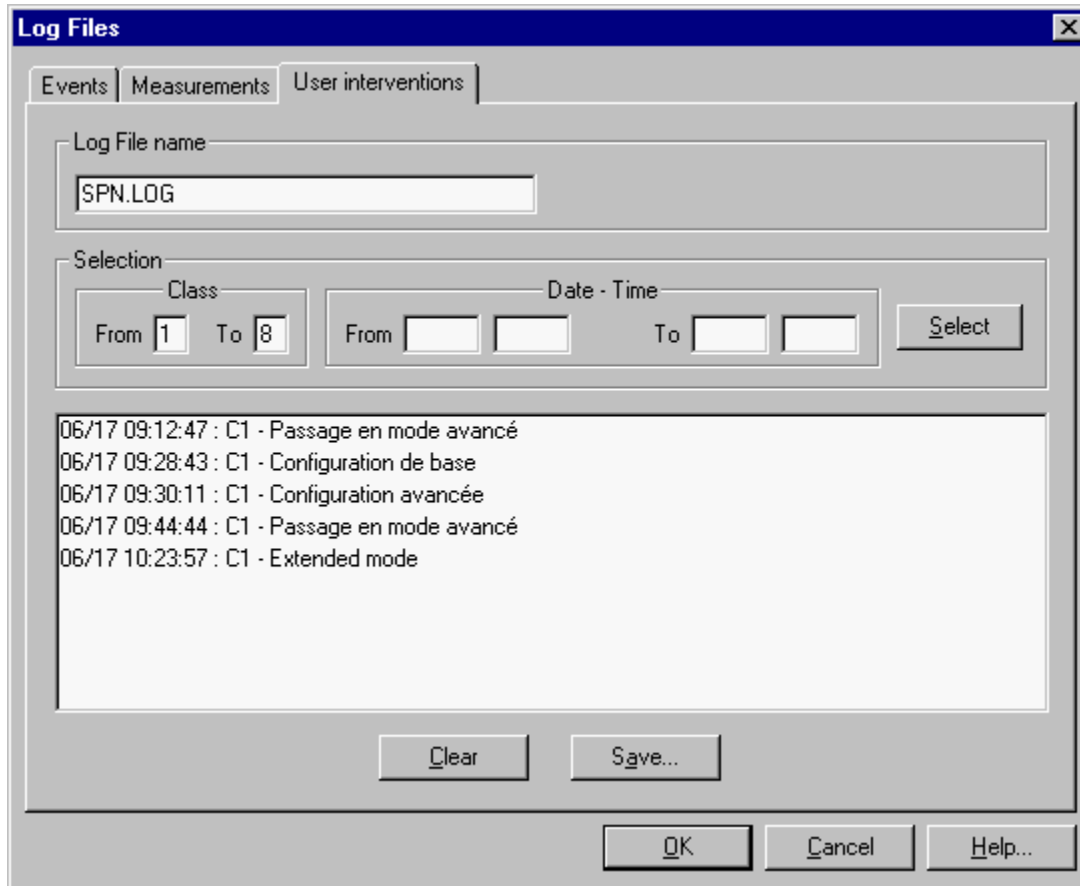 Log Files
Events Measurements User interventions
Log File name
SPN.LOG
Selection
Class Date - Time
From 1 To 8 From To Select
06/17 09:12:47 : C1 - Passage en mode avancé
06/17 09:28:43 : C1 - Configuration de base
06/17 09:30:11 : C1 - Configuration avancée
06/17 09:44:44 : C1 - Passage en mode avancé
06/17 10:23:57 : C1 - Extended mode
Clear Save...
OK Cancel Help...